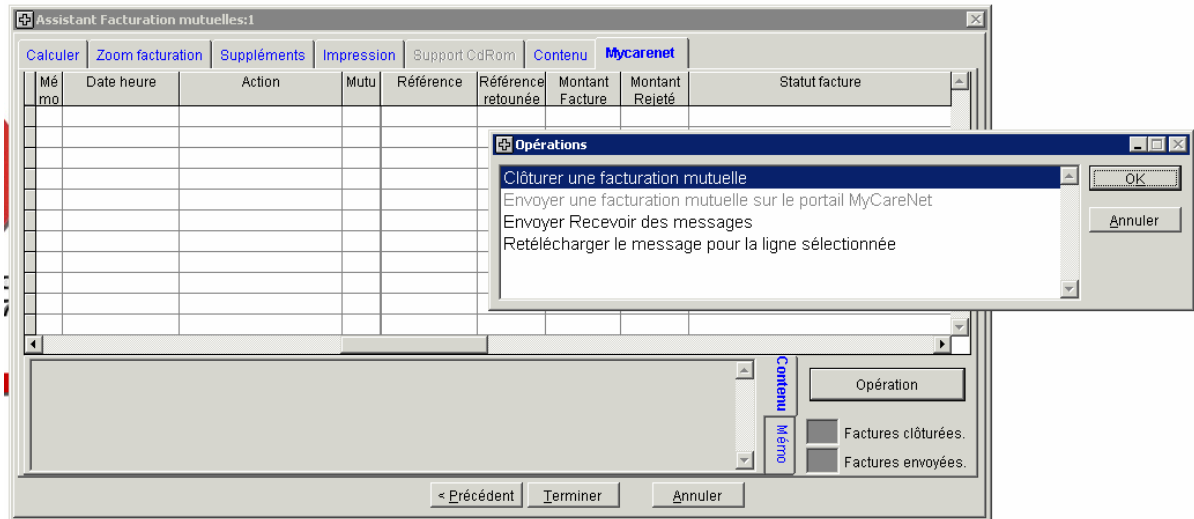 Assistant Facturation mutuelles:1
Calculer Zoom facturation Suppléments Impression Support CdRom Contenu Mycarenet
Mé Date heure Action Mutu Référence Référence Montant Montant Statut facture
mo retounée Facture Rejeté
Opérations
Clôturer une facturation mutuelle OK
Envoyer une facturation mutuelle sur le portail MyCareNet
Envoyer Recevoir des messages Annuler
Retélécharger le message pour la ligne sélectionnée
Contenu
Opération
Mémo
Factures clôturées.
Factures envoyées.
< Précédent Terminer Annuler